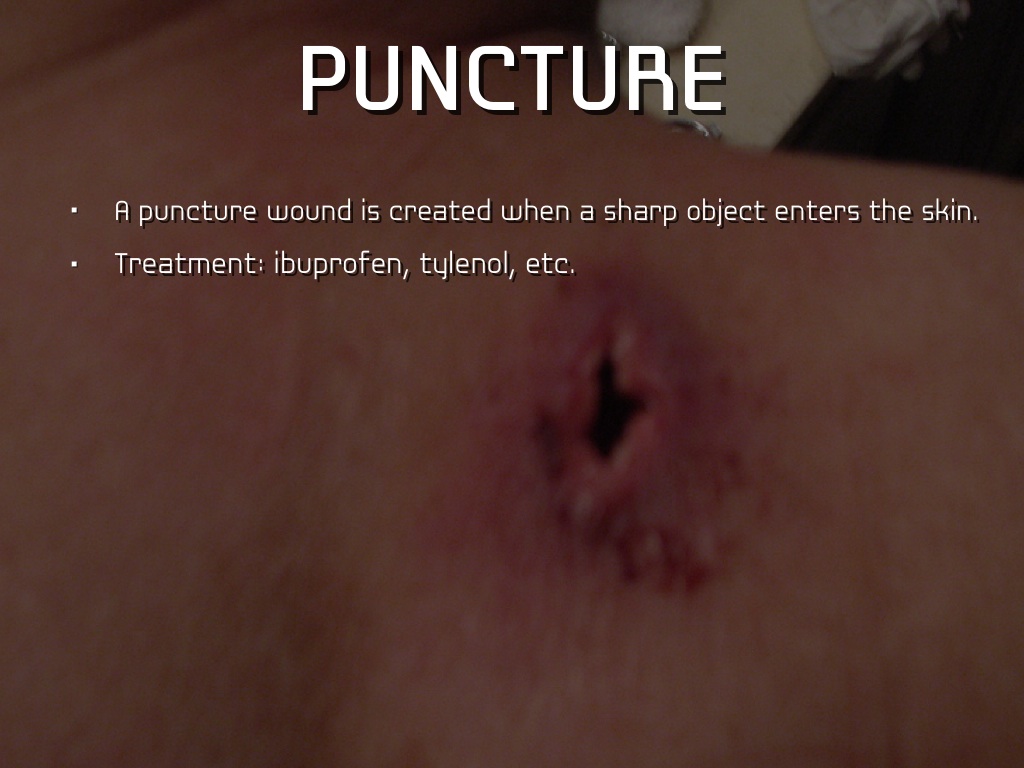 PUNCTURE
▪ A puncture wound is created when a sharp object enters the skin.
▪ Treatment: ibuprofen, tylenol, etc.